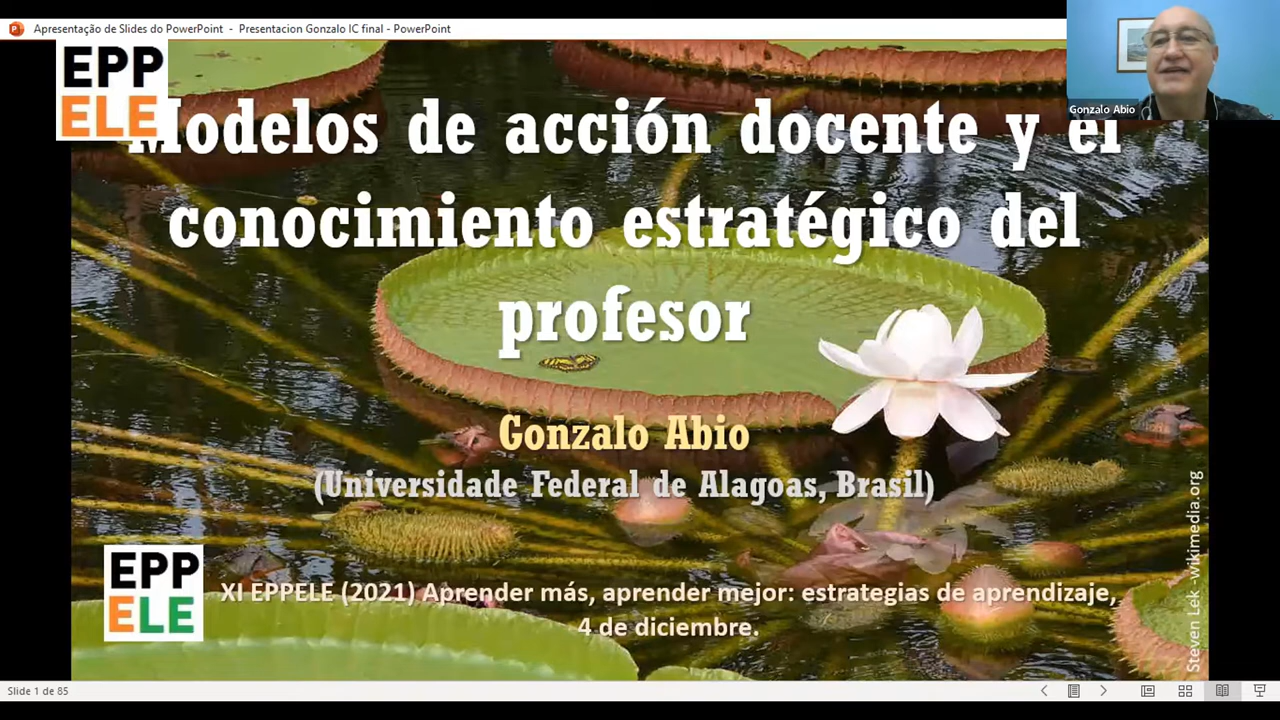 Apresentação de Slides do PowerPoint - Presentacion Gonzalo IC final - PowerPoint
EPP
ELE
Gonzalo Abio
Modelos de acción docente y el
conocimiento estratégico del
profesor
Gonzalo Abio
(Universidade Federal de Alagoas, Brasil)
EPP
ELE
XI EPPELE (2021) Aprender más, aprender mejor: estrategias de aprendizaje,
4 de diciembre.
Steven Lek -wikimedia.org
Slide 1 de 85